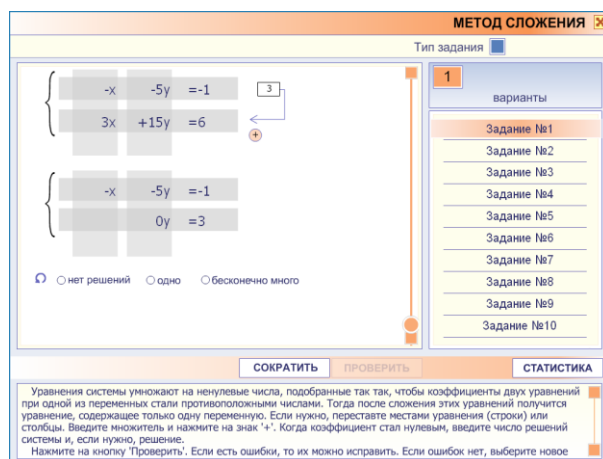 МЕТОД СЛОЖЕНИЯ
Тип задания
-x -5y =-1
3
3x +15y =6
+
-x -5y =-1
0y =3
нет решений одно бесконечно много
1
варианты
Задание №1
Задание №2
Задание №3
Задание №4
Задание №5
Задание №6
Задание №7
Задание №8
Задание №9
Задание №10
СОКРАТИТЬ ПРОВЕРИТЬ СТАТИСТИКА
Уравнения системы умножают на ненулевые числа, подобранные так так, чтобы коэффициенты двух уравнений
при одной из переменных стали противоположными числами. Тогда после сложения этих уравнений получится
уравнение, содержащее только одну переменную. Если нужно, переставте местами уравнения (строки) или
столбцы. Введите множитель и нажмите на знак '+'. Когда коэффициент стал нулевым, введите число решений
системы и, если нужно, решение.
Нажмите на кнопку 'Проверить'. Если есть ошибки, то их можно исправить. Если ошибок нет, выберите новое